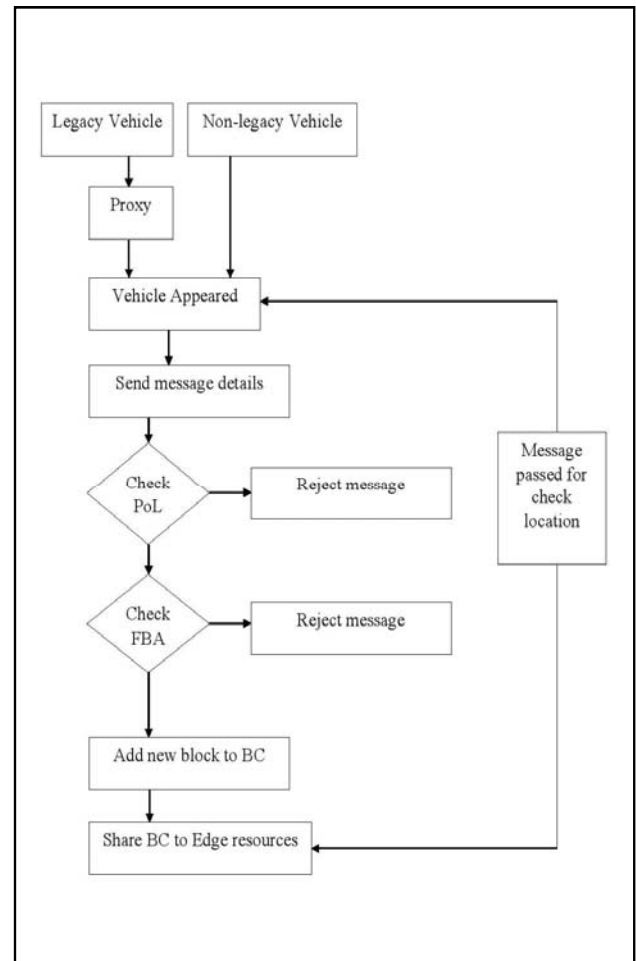 Legacy Vehicle
Non-legacy Vehicle
Proxy
Vehicle Appeared
Send message details
Check
PoL
Reject message
Message
passed for
check
location
Check
FBA
Reject message
Add new block to BC
Share BC to Edge resources